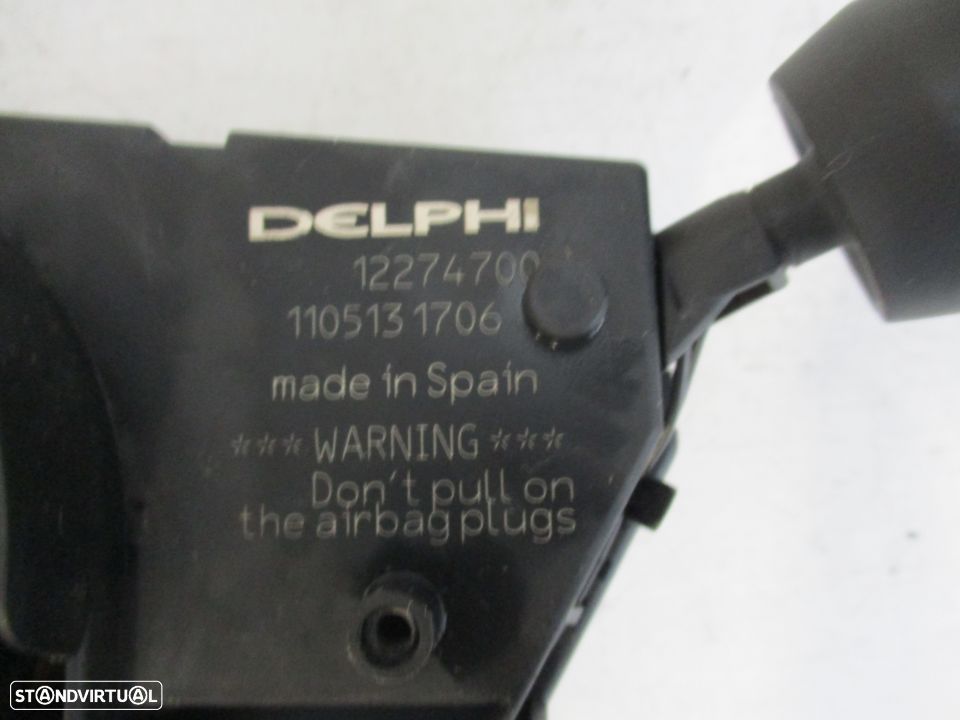 DELPHI
12274700
110513 1706
made in Spain
*** WARNING ***
Don't pull on
the airbag plugs
STANDVIRTUAL